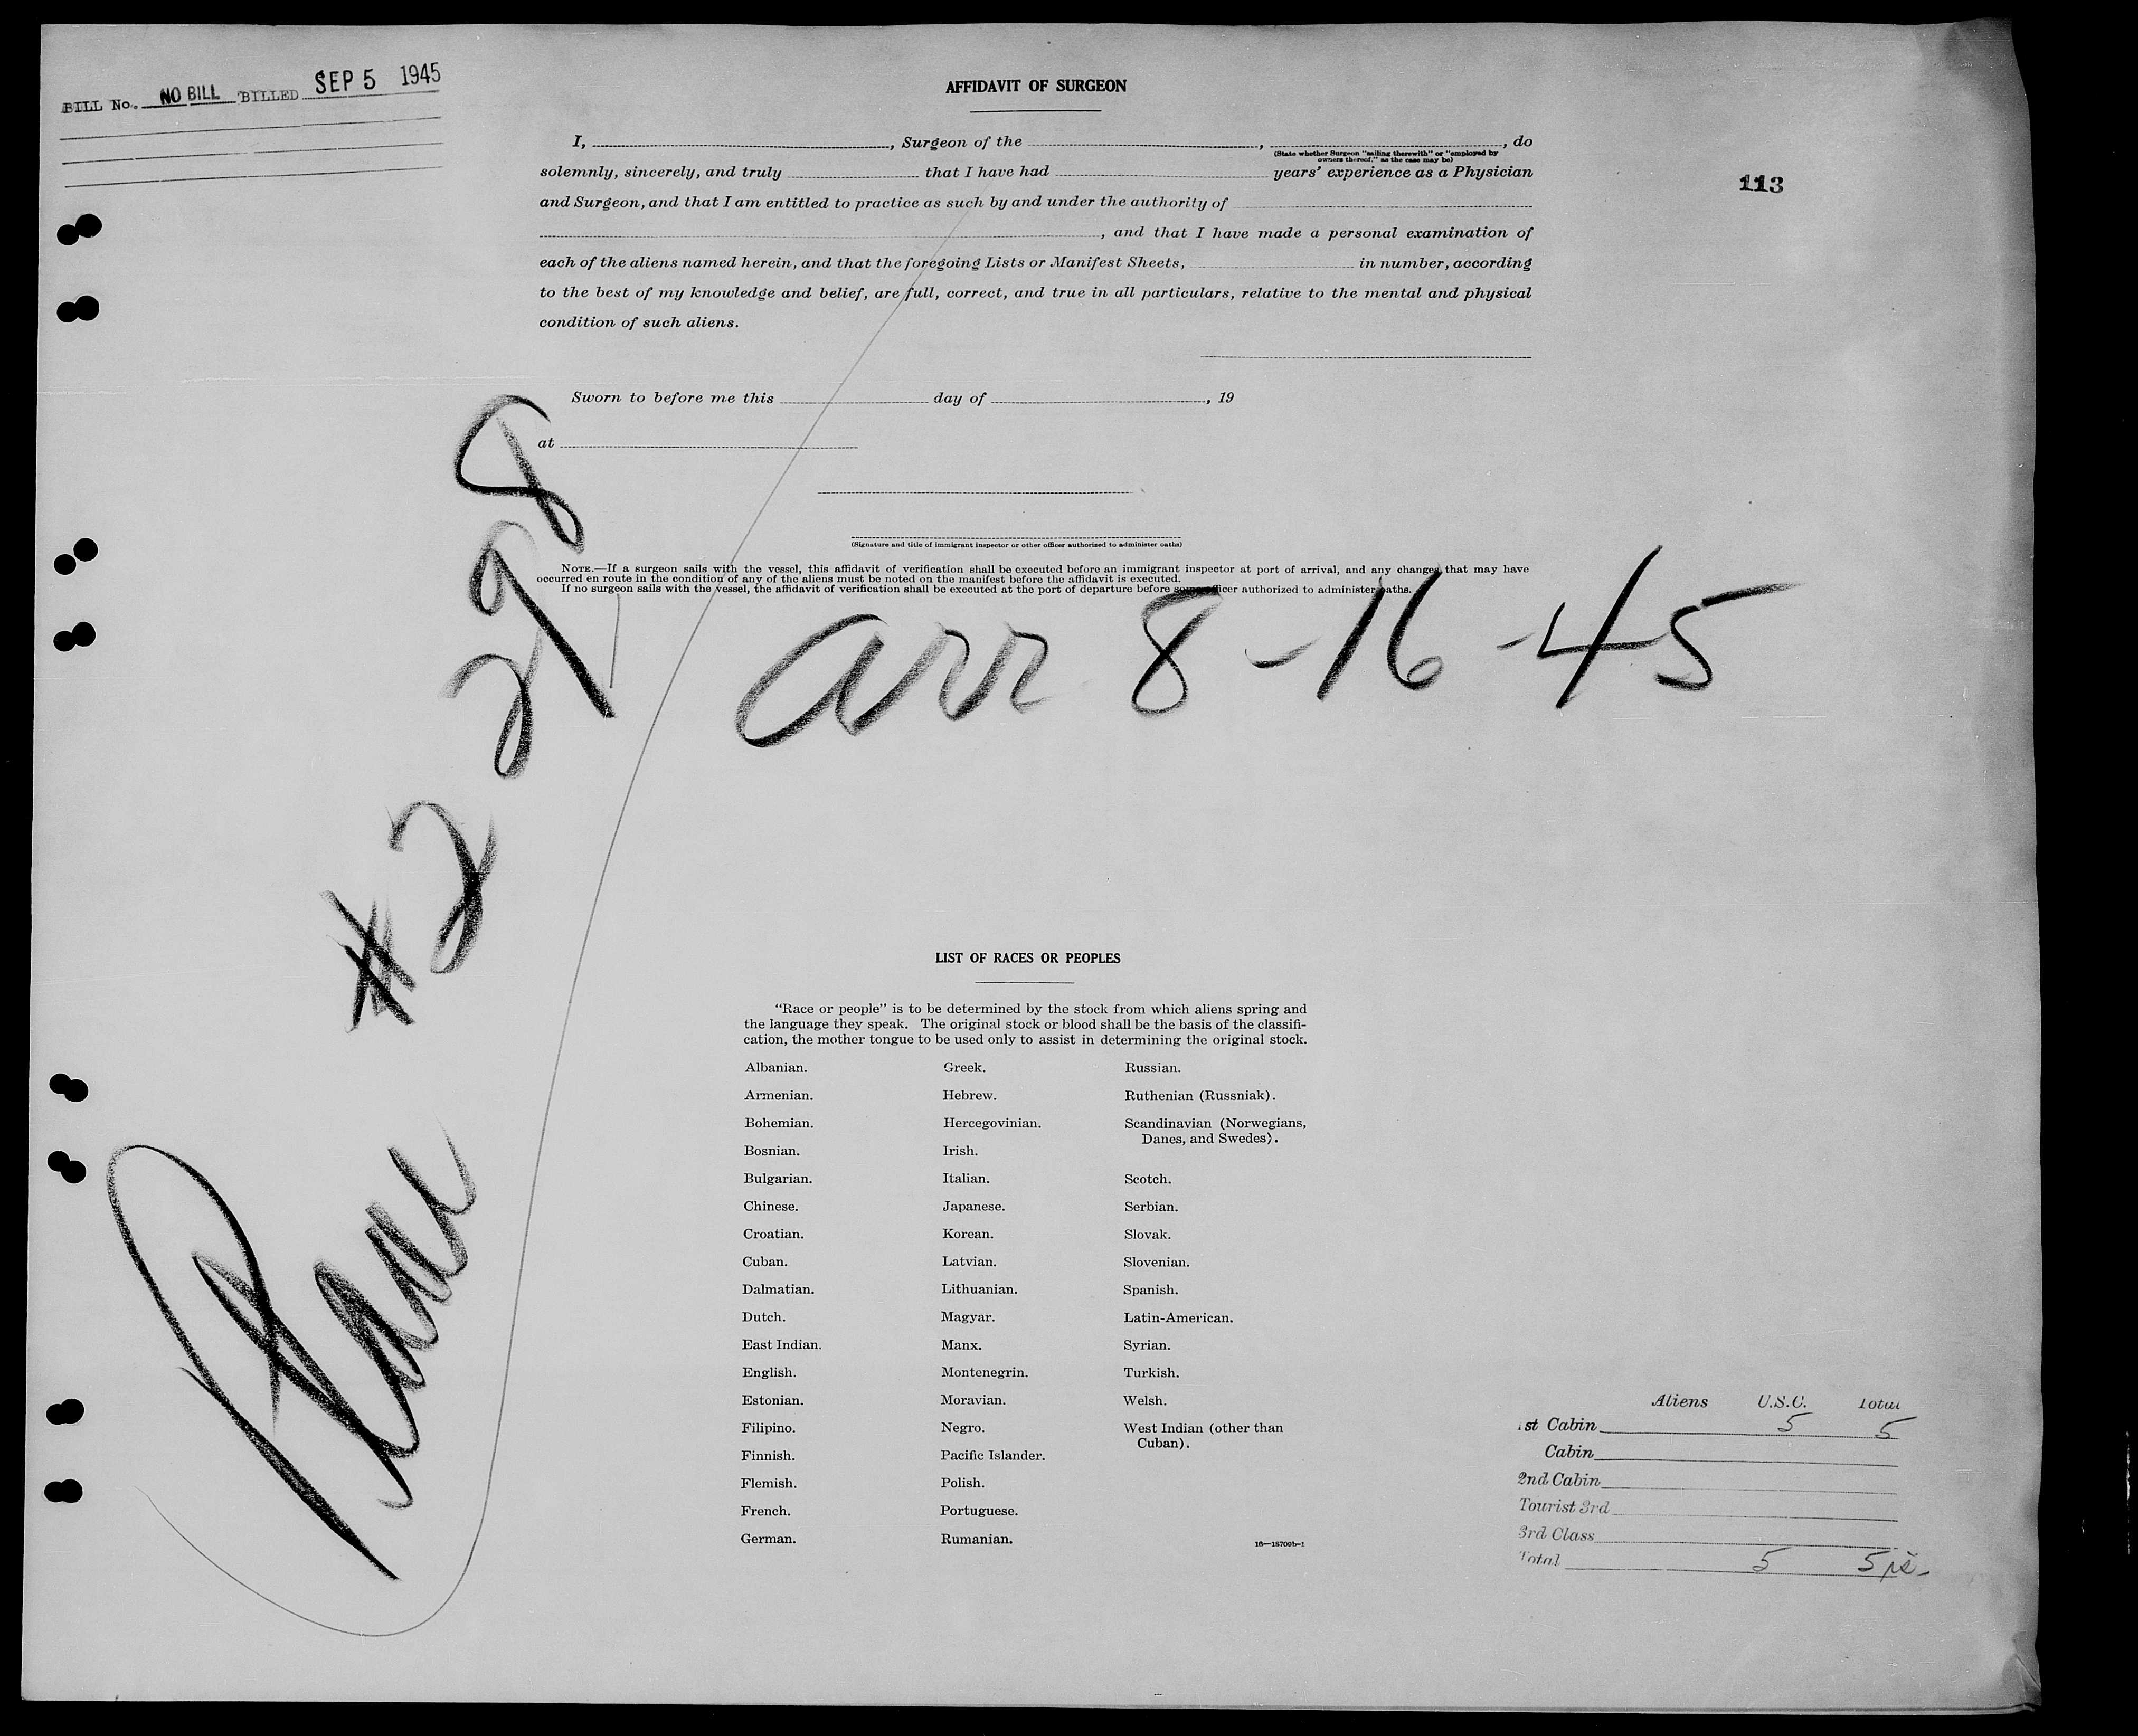 BILL No. NO BILL BILLED SEP 5 1945
AFFIDAVIT OF SURGEON
I, , Surgeon of the , , do
(State whether Surgeon "sailing therewith" or "employed by
owners thereof," as the case may be)
solemnly, sincerely, and truly that I have had years' experience as a Physician
113
and Surgeon, and that I am entitled to practice as such by and under the authority of
, and that I have made a personal examination of
each of the aliens named herein, and that the foregoing Lists or Manifest Sheets, in number, according
to the best of my knowledge and belief, are full, correct, and true in all particulars, relative to the mental and physical
condition of such aliens.
Sworn to before me this day of , 19
at
(Signature and title of immigrant inspector or other officer authorized to administer oaths)
NOTE.—If a surgeon sails with the vessel, this affidavit of verification shall be executed before an immigrant inspector at port of arrival, and any changes that may have
occurred en route in the condition of any of the aliens must be noted on the manifest before the affidavit is executed.
If no surgeon sails with the vessel, the affidavit of verification shall be executed at the port of departure before some officer authorized to administer oaths.
arr 8-16-45
Plane #2298
LIST OF RACES OR PEOPLES
"Race or people" is to be determined by the stock from which aliens spring and
the language they speak. The original stock or blood shall be the basis of the classifi-
cation, the mother tongue to be used only to assist in determining the original stock.
Albanian.
Armenian.
Bohemian.
Bosnian.
Bulgarian.
Chinese.
Croatian.
Cuban.
Dalmatian.
Dutch.
East Indian.
English.
Estonian.
Filipino.
Finnish.
Flemish.
French.
German.
Greek.
Hebrew.
Hercegovinian.
Irish.
Italian.
Japanese.
Korean.
Latvian.
Lithuanian.
Magyar.
Manx.
Montenegrin.
Moravian.
Negro.
Pacific Islander.
Polish.
Portuguese.
Rumanian.
Russian.
Ruthenian (Russniak).
Scandinavian (Norwegians,
Danes, and Swedes).
Scotch.
Serbian.
Slovak.
Slovenian.
Spanish.
Latin-American.
Syrian.
Turkish.
Welsh.
West Indian (other than
Cuban).
16—18709b-1
Aliens U.S.C. Total
1st Cabin 5 5
Cabin
2nd Cabin
Tourist 3rd
3rd Class
Total 5 5